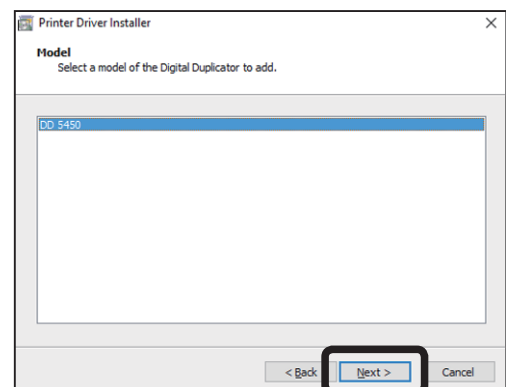 Printer Driver Installer
Model
Select a model of the Digital Duplicator to add.
DD 5450
< Back Next > Cancel